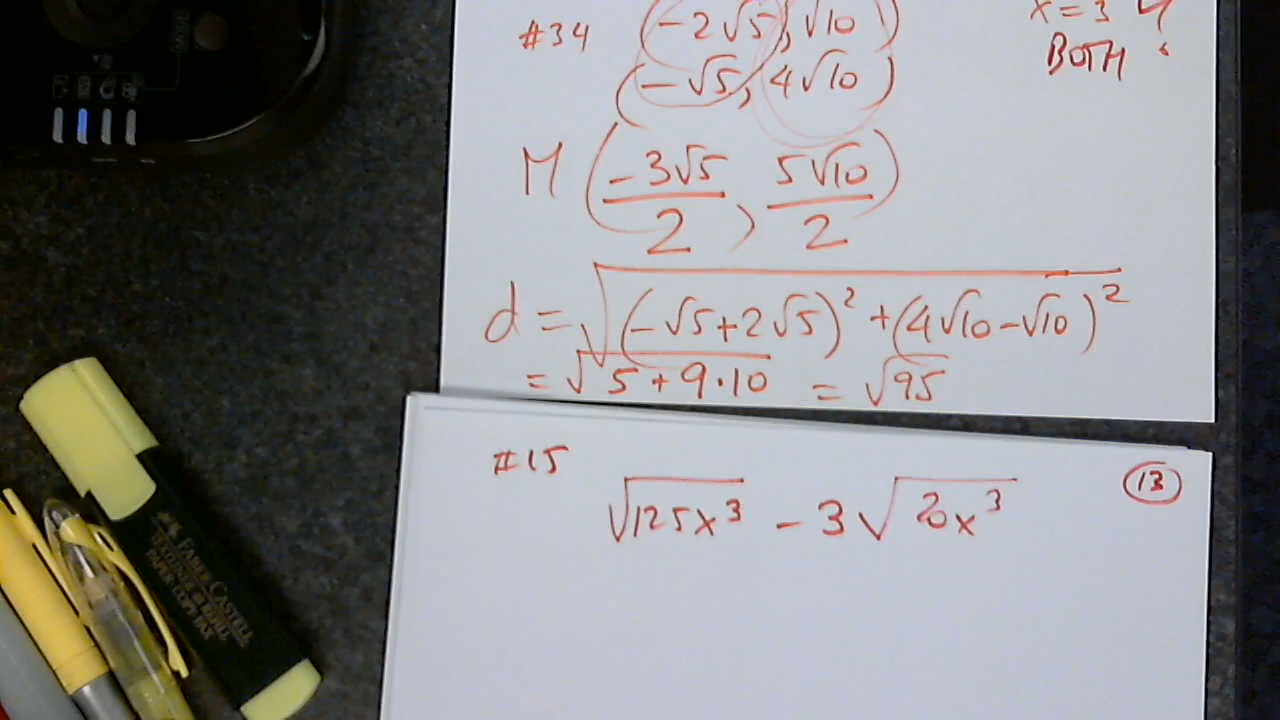 #34 (-2√5, √10)
(-√5, 4√10)
x = 3
BOTH
M (-3√5/2, 5√10/2)
d = √((-√5+2√5)² + (4√10-√10)²)
= √(5+9·10) = √95
#15 √(125x³) - 3√(20x³)
13
FABER-CASTELL